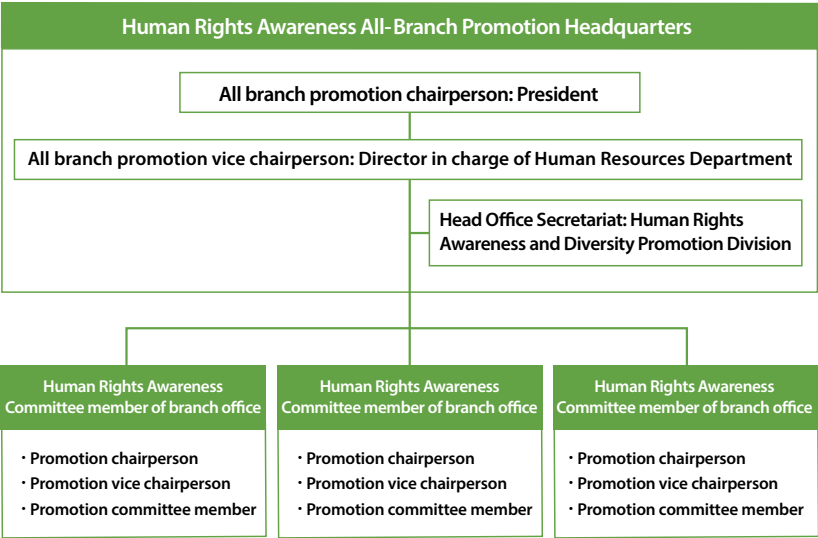 Human Rights Awareness All-Branch Promotion Headquarters
All branch promotion chairperson: President
All branch promotion vice chairperson: Director in charge of Human Resources Department
Head Office Secretariat: Human Rights
Awareness and Diversity Promotion Division
Human Rights Awareness
Committee member of branch office
・Promotion chairperson
・Promotion vice chairperson
・Promotion committee member
Human Rights Awareness
Committee member of branch office
・Promotion chairperson
・Promotion vice chairperson
・Promotion committee member
Human Rights Awareness
Committee member of branch office
・Promotion chairperson
・Promotion vice chairperson
・Promotion committee member